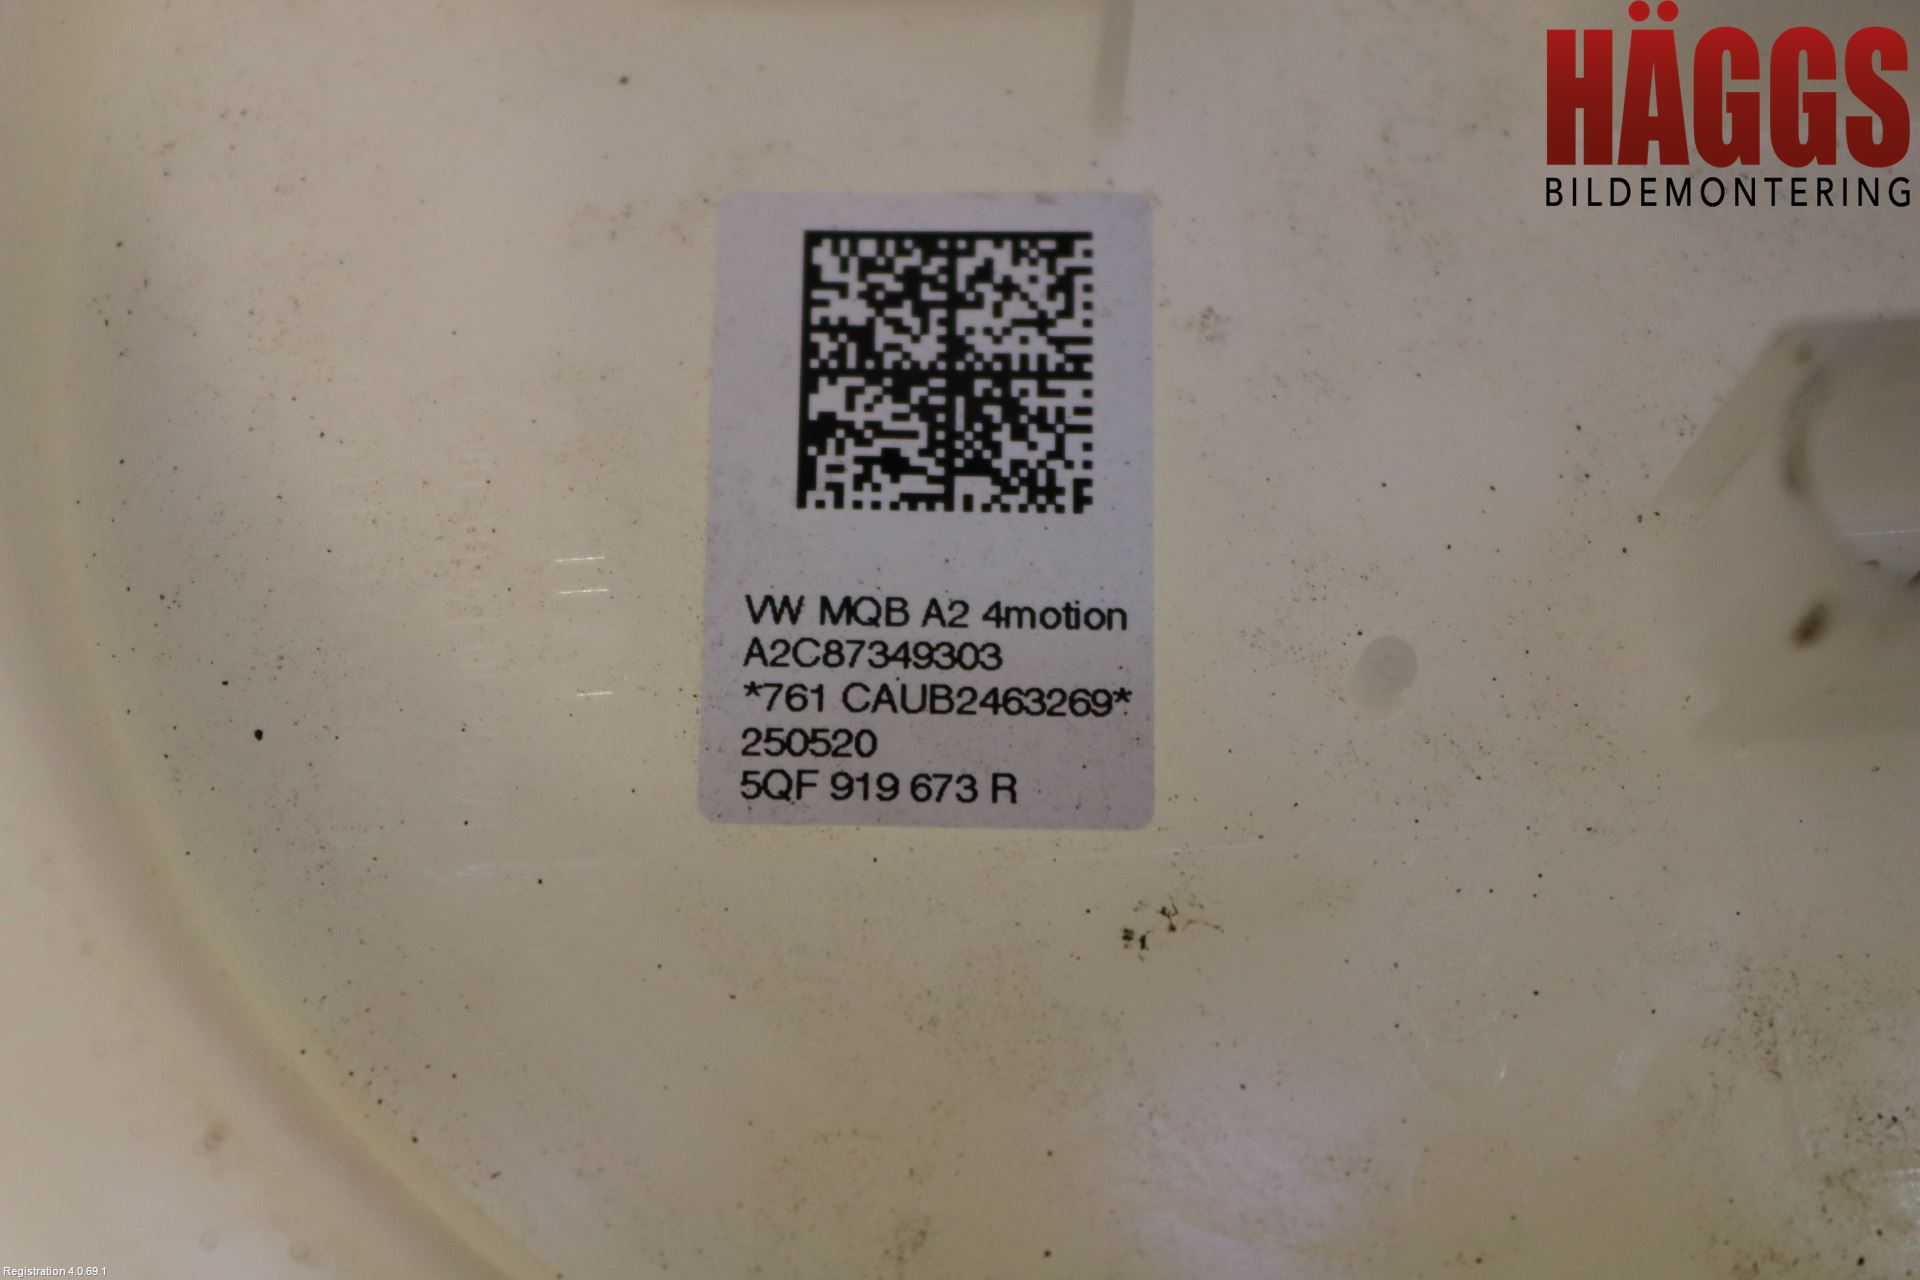 HÄGGS
BILDEMONTERING
VW MQB A2 4motion
A2C87349303
*761 CAUB2463269*
250520
5QF 919 673 R
Registration 4.0.69.1